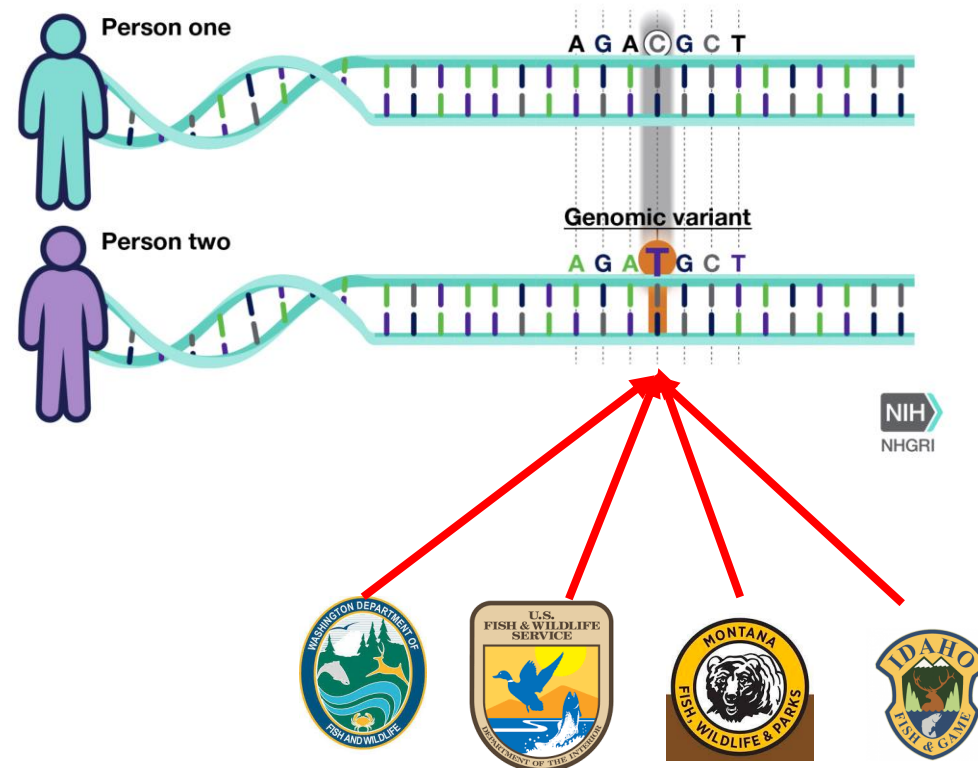 Person one
A G A C G C T
Genomic variant
Person two
A G A T G C T
NIH
NHGRI
WASHINGTON DEPARTMENT OF
FISH AND WILDLIFE
U.S.
FISH & WILDLIFE
SERVICE
DEPARTMENT OF THE INTERIOR
MONTANA
FISH, WILDLIFE & PARKS
IDAHO
FISH & GAME